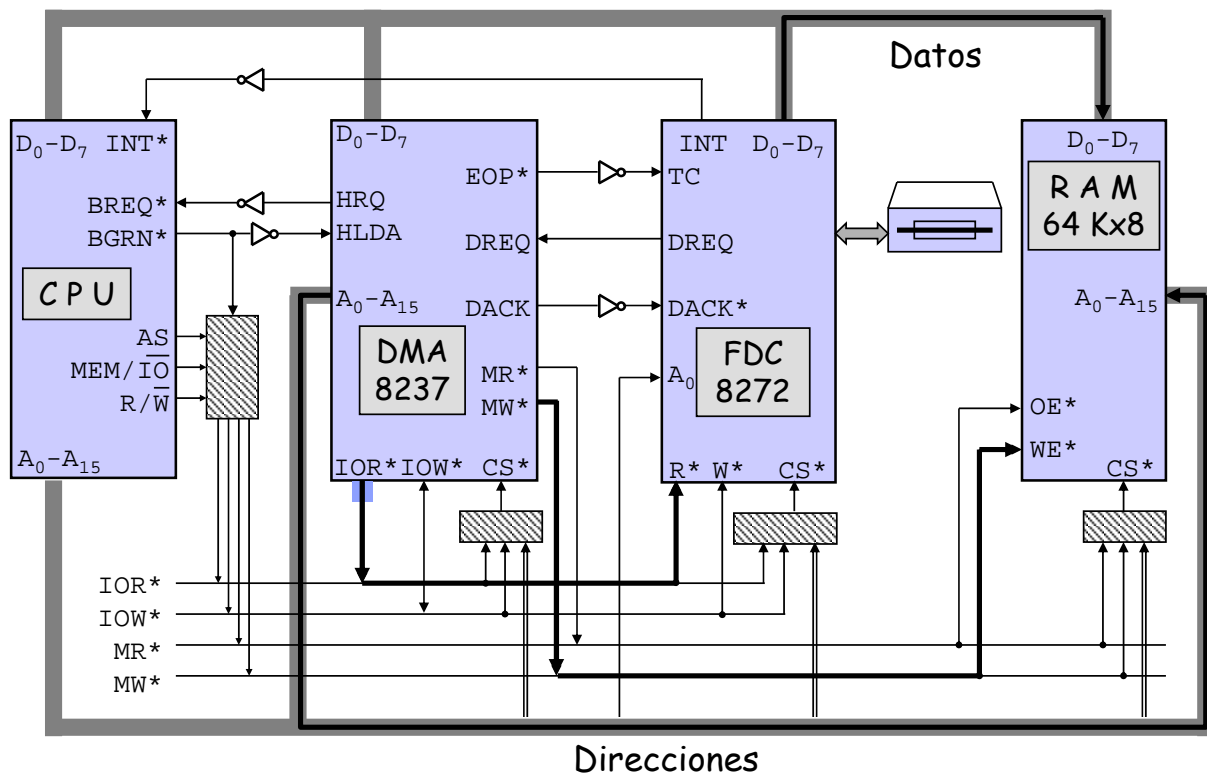 Datos
D₀-D₇ INT*
BREQ*
BGRN*
CPU
AS
MEM/I̅O̅
R/W̅
A₀-A₁₅
D₀-D₇
EOP*
HRQ
HLDA
DREQ
A₀-A₁₅
DACK
DMA
8237
MR*
MW*
IOR* IOW* CS*
INT D₀-D₇
TC
DREQ
DACK*
FDC
8272
A₀
R* W* CS*
D₀-D₇
RAM
64 Kx8
A₀-A₁₅
OE*
WE*
CS*
IOR*
IOW*
MR*
MW*
Direcciones